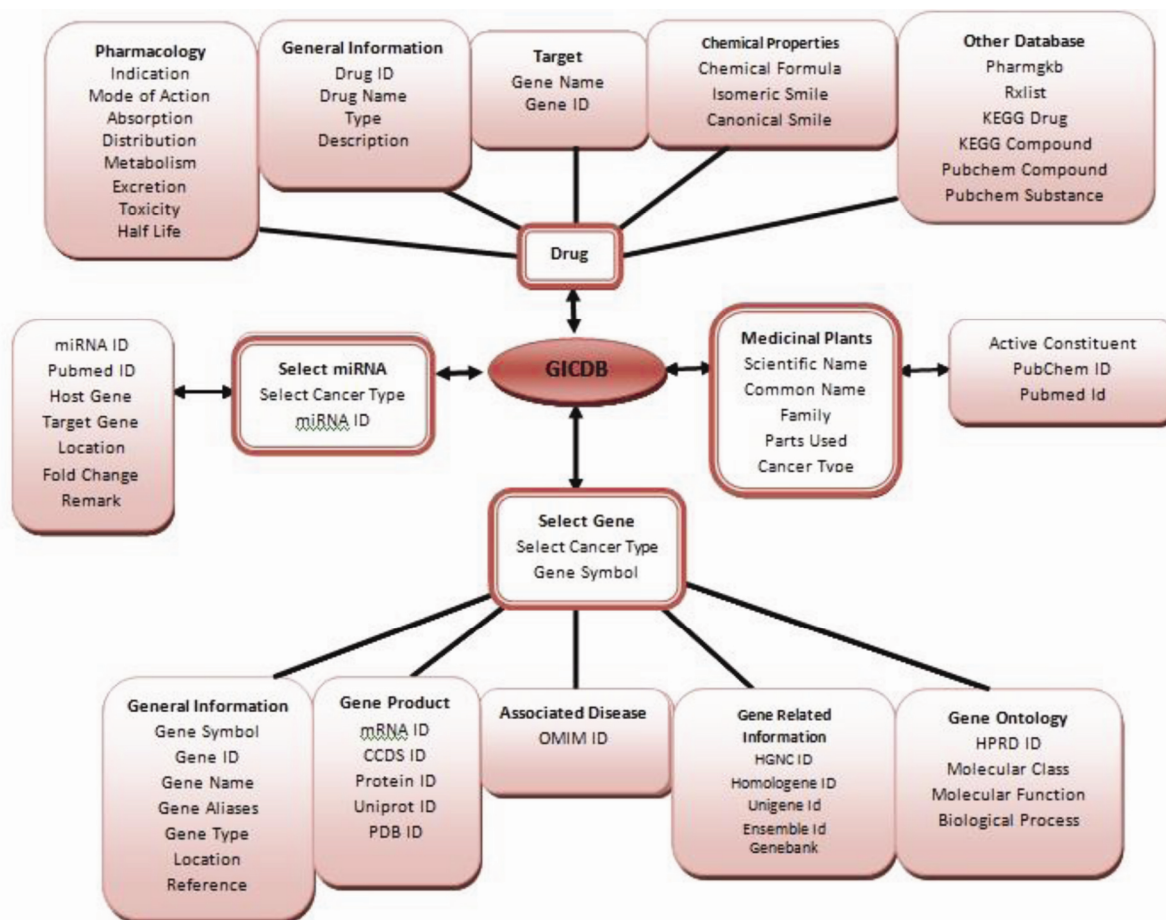 Pharmacology
Indication
Mode of Action
Absorption
Distribution
Metabolism
Excretion
Toxicity
Half Life
General Information
Drug ID
Drug Name
Type
Description
Target
Gene Name
Gene ID
Chemical Properties
Chemical Formula
Isomeric Smile
Canonical Smile
Other Database
Pharmgkb
Rxlist
KEGG Drug
KEGG Compound
Pubchem Compound
Pubchem Substance
Drug
miRNA ID
Pubmed ID
Host Gene
Target Gene
Location
Fold Change
Remark
Select miRNA
Select Cancer Type
miRNA ID
GICDB
Medicinal Plants
Scientific Name
Common Name
Family
Parts Used
Cancer Type
Active Constituent
PubChem ID
Pubmed Id
Select Gene
Select Cancer Type
Gene Symbol
General Information
Gene Symbol
Gene ID
Gene Name
Gene Aliases
Gene Type
Location
Reference
Gene Product
mRNA ID
CCDS ID
Protein ID
Uniprot ID
PDB ID
Associated Disease
OMIM ID
Gene Related
Information
HGNC ID
Homologene ID
Unigene Id
Ensemble Id
Genebank
Gene Ontology
HPRD ID
Molecular Class
Molecular Function
Biological Process